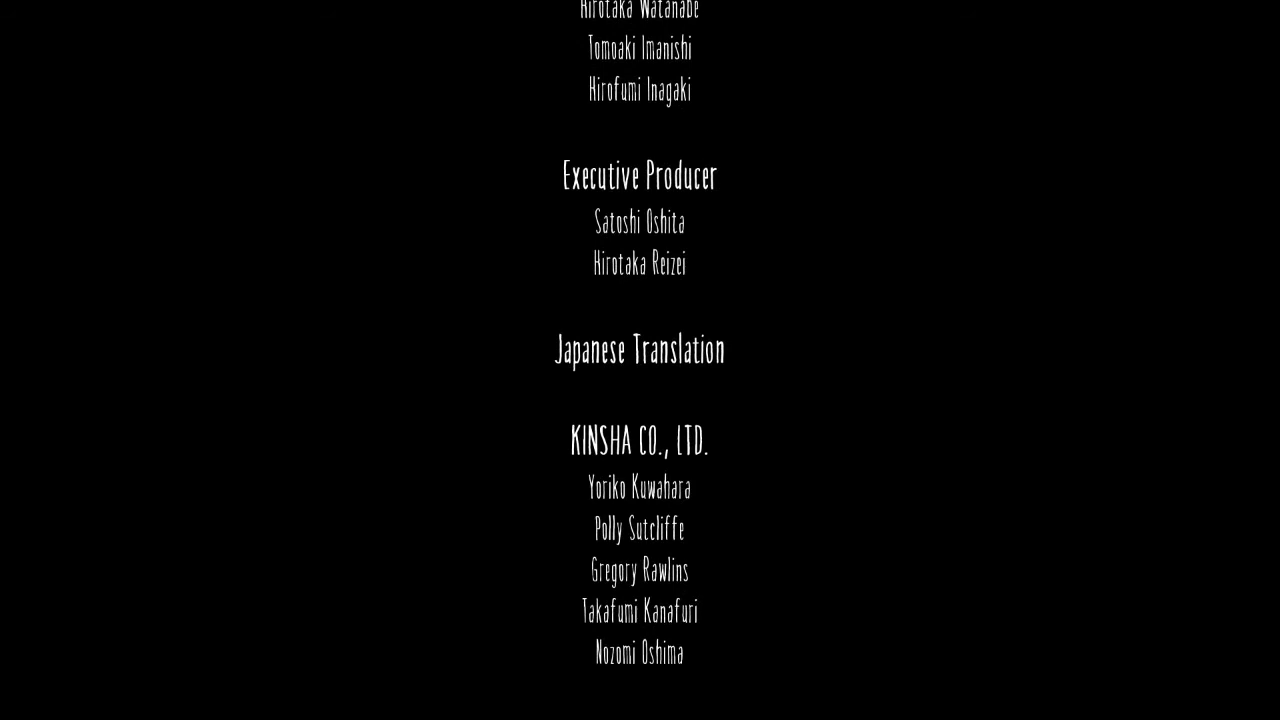 Hirotaka Watanabe
Tomoaki Imanishi
Hirofumi Inagaki
Executive Producer
Satoshi Oshita
Hirotaka Reizei
Japanese Translation
KINSHA CO., LTD.
Yoriko Kuwahara
Polly Sutcliffe
Gregory Rawlins
Takafumi Kanafuri
Nozomi Oshima